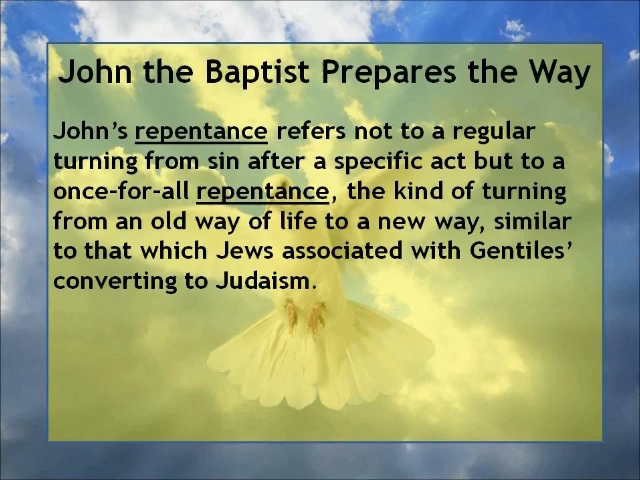 John the Baptist Prepares the Way
John’s repentance refers not to a regular
turning from sin after a specific act but to a
once-for-all repentance, the kind of turning
from an old way of life to a new way, similar
to that which Jews associated with Gentiles’
converting to Judaism.